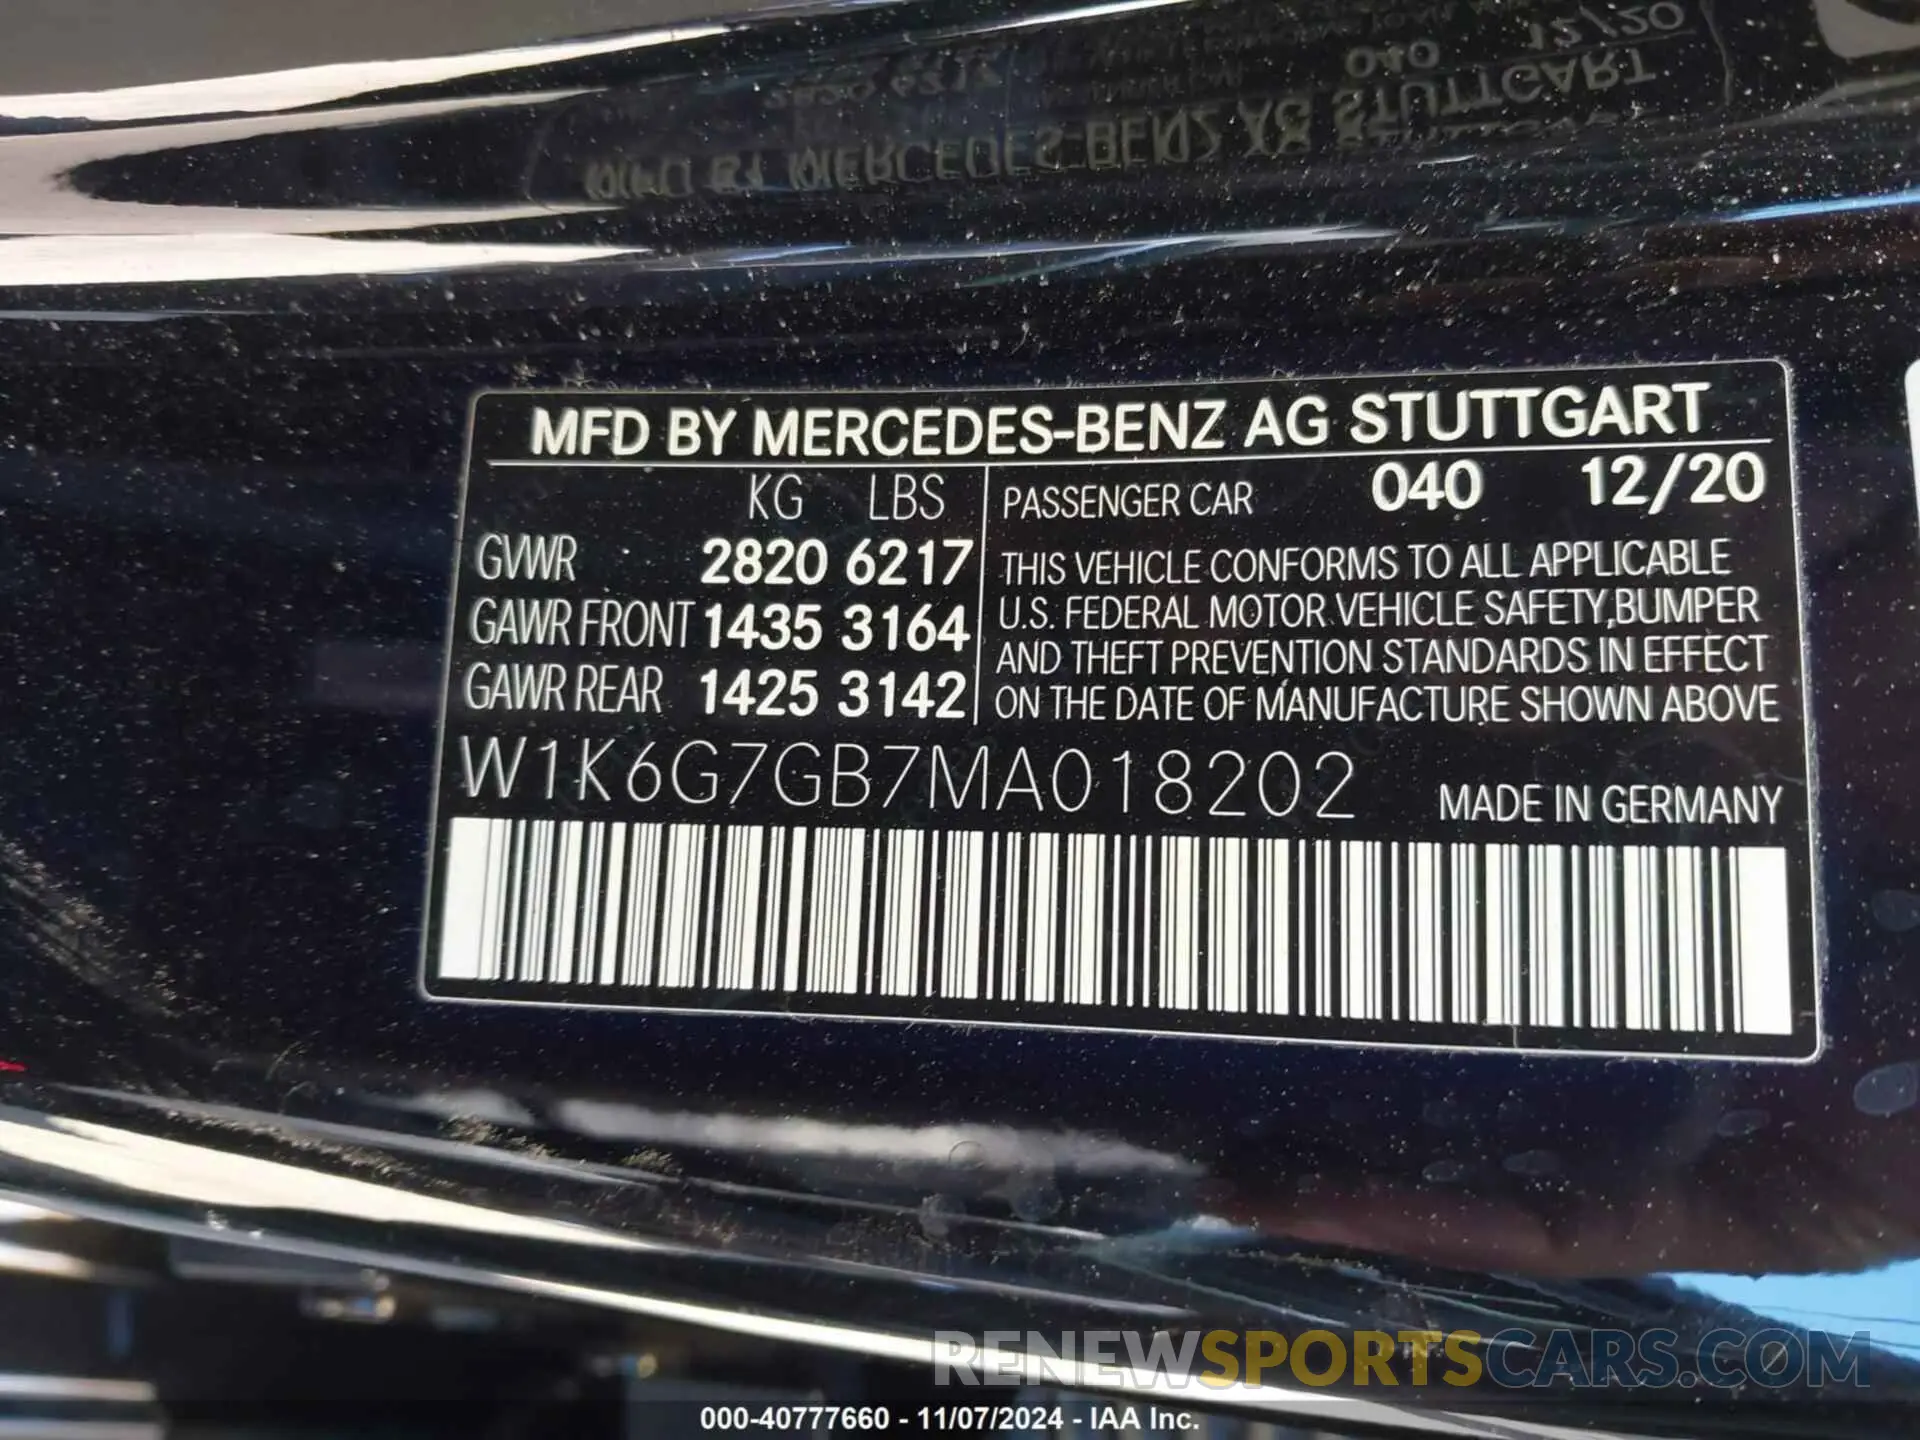 MFD BY MERCEDES-BENZ AG STUTTGART
KG LBS PASSENGER CAR 040 12/20
GVWR 2820 6217 THIS VEHICLE CONFORMS TO ALL APPLICABLE
GAWR FRONT 1435 3164 U.S. FEDERAL MOTOR VEHICLE SAFETY,BUMPER
AND THEFT PREVENTION STANDARDS IN EFFECT
GAWR REAR 1425 3142 ON THE DATE OF MANUFACTURE SHOWN ABOVE
W1K6G7GB7MA018202 MADE IN GERMANY
RENEWSPORTSCARS.COM
000-40777660 - 11/07/2024 - IAA Inc.